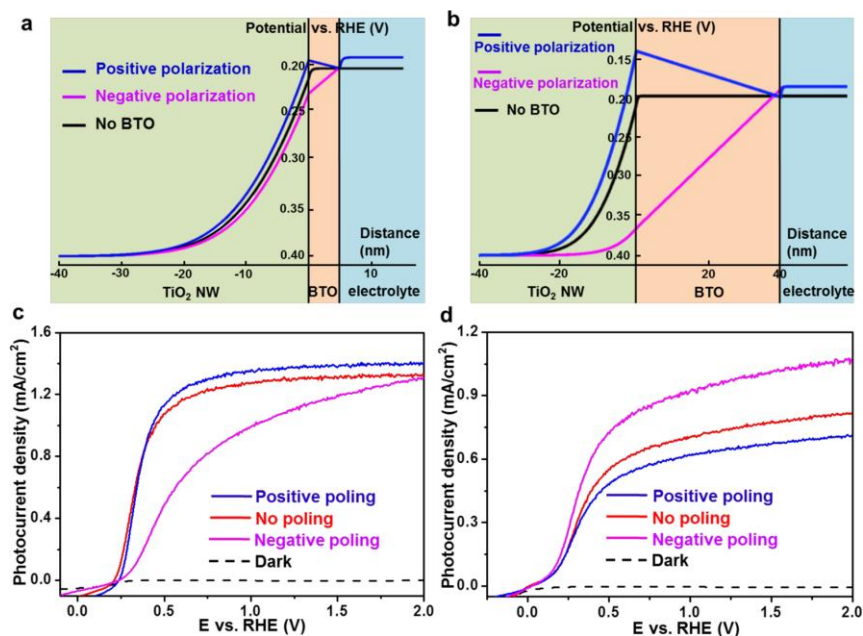 a
Potential vs. RHE (V)
Positive polarization
Negative polarization
No BTO
0.20
0.25
0.30
0.35
0.40
Distance
(nm)
-40
-30
-20
-10
10
TiO₂ NW
BTO
electrolyte
b
Potential vs. RHE (V)
Positive polarization
Negative polarization
No BTO
0.15
0.20
0.25
0.30
0.35
0.40
Distance
(nm)
-40
-20
20
40
TiO₂ NW
BTO
electrolyte
c
Photocurrent density (mA/cm²)
1.6
1.2
0.8
0.4
0.0
Positive poling
No poling
Negative poling
Dark
0.0
0.5
1.0
1.5
2.0
E vs. RHE (V)
d
Photocurrent density (mA/cm²)
1.2
0.9
0.6
0.3
0.0
Positive poling
No poling
Negative poling
Dark
0.0
0.5
1.0
1.5
2.0
E vs. RHE (V)